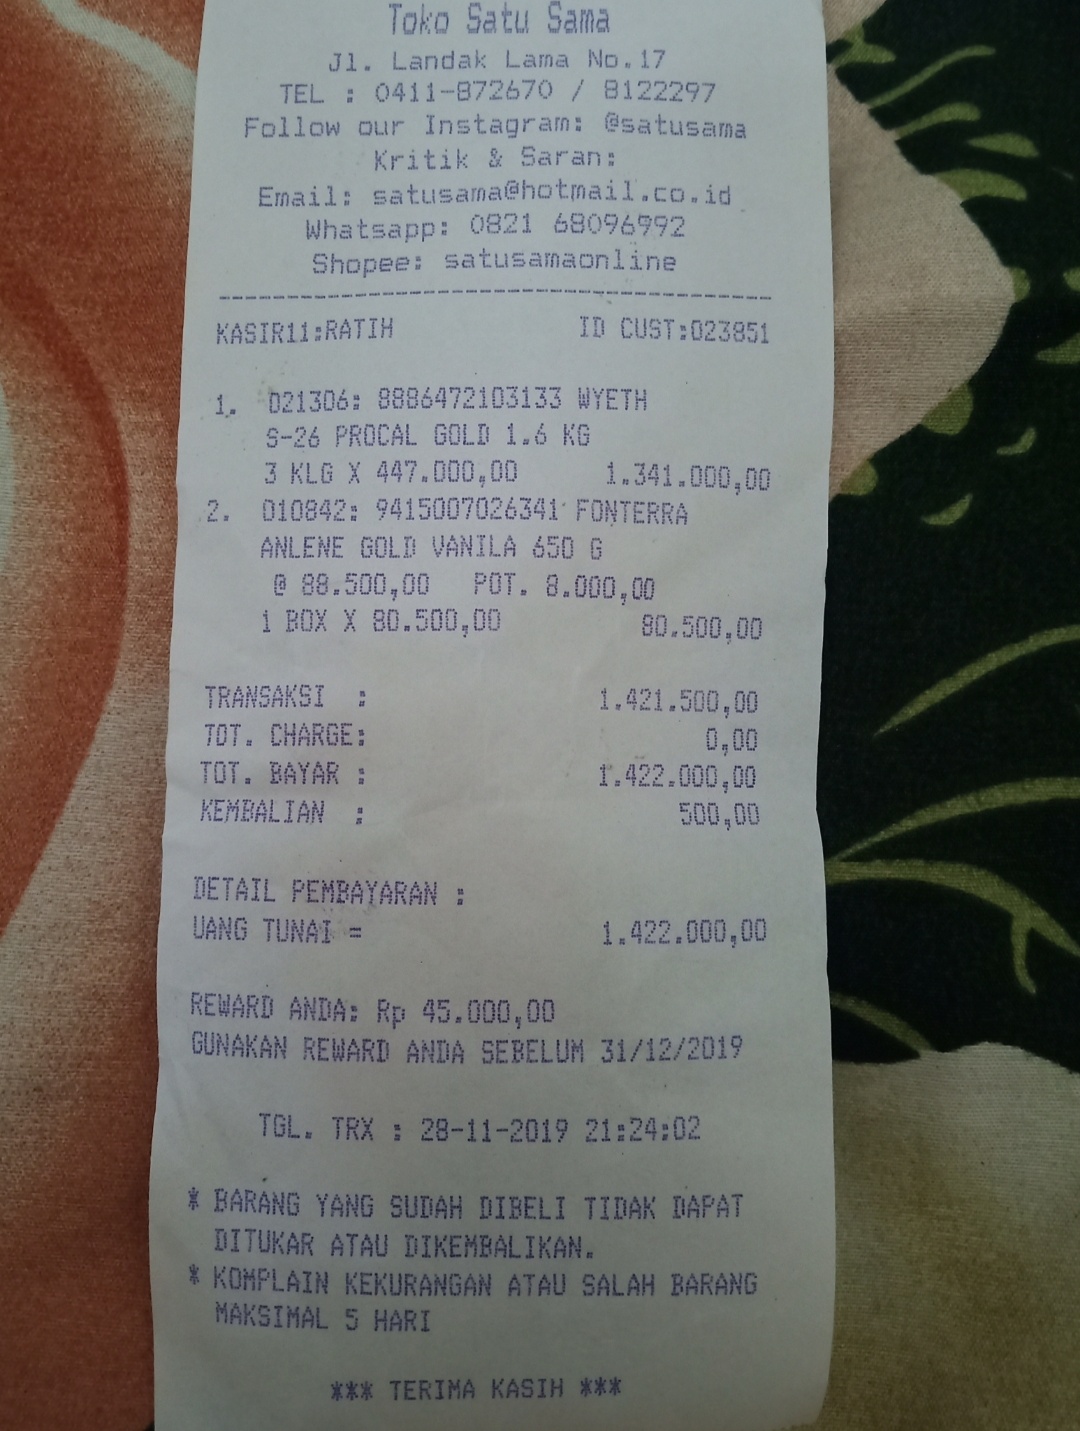 Toko Satu Sama
Jl. Landak Lama No.17
TEL : 0411-872670 / 8122297
Follow our Instagram: @satusama
Kritik & Saran:
Email: satusama@hotmail.co.id
Whatsapp: 0821 68096992
Shopee: satusamaonline
KASIR11:RATIH ID CUST:023851
1. 021306: 8886472103133 WYETH
S-26 PROCAL GOLD 1.6 KG
3 KLG X 447.000,00 1.341.000,00
2. 010842: 9415007026341 FONTERRA
ANLENE GOLD VANILA 650 G
@ 88.500,00 POT. 8.000,00
1 BOX X 80.500,00 80.500,00
TRANSAKSI : 1.421.500,00
TOT. CHARGE: 0,00
TOT. BAYAR : 1.422.000,00
KEMBALIAN : 500,00
DETAIL PEMBAYARAN :
UANG TUNAI = 1.422.000,00
REWARD ANDA: Rp 45.000,00
GUNAKAN REWARD ANDA SEBELUM 31/12/2019
TGL. TRX : 28-11-2019 21:24:02
* BARANG YANG SUDAH DIBELI TIDAK DAPAT
DITUKAR ATAU DIKEMBALIKAN.
* KOMPLAIN KEKURANGAN ATAU SALAH BARANG
MAKSIMAL 5 HARI
*** TERIMA KASIH ***